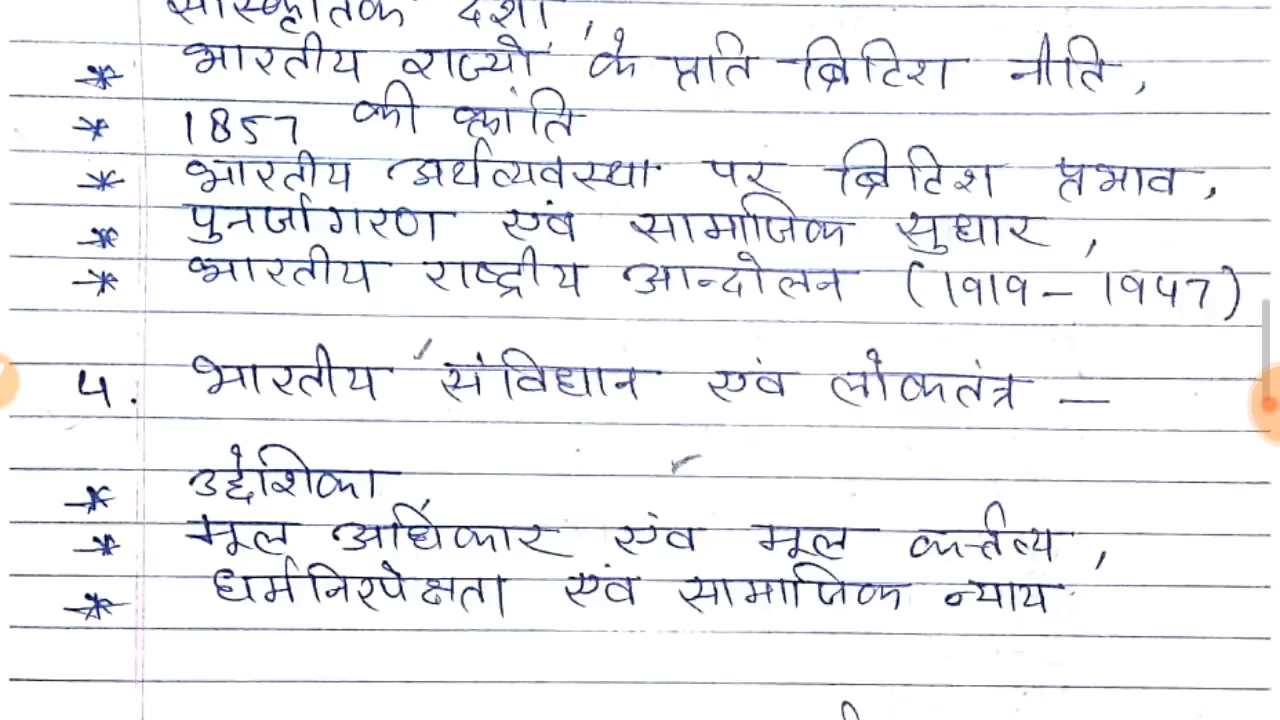 सांस्कृतिक दशा,
* भारतीय राज्यों के प्रति ब्रिटिश नीति,
* 1857 की क्रांति
* भारतीय अर्थव्यवस्था पर ब्रिटिश प्रभाव,
* पुनर्जागरण एवं सामाजिक सुधार,
* भारतीय राष्ट्रीय आन्दोलन (1919 - 1947)
4. भारतीय संविधान एवं लोकतंत्र —
* उद्देशिका
* मूल अधिकार एंव मूल कर्त्तव्य,
* धर्मनिरपेक्षता एवं सामाजिक न्याय